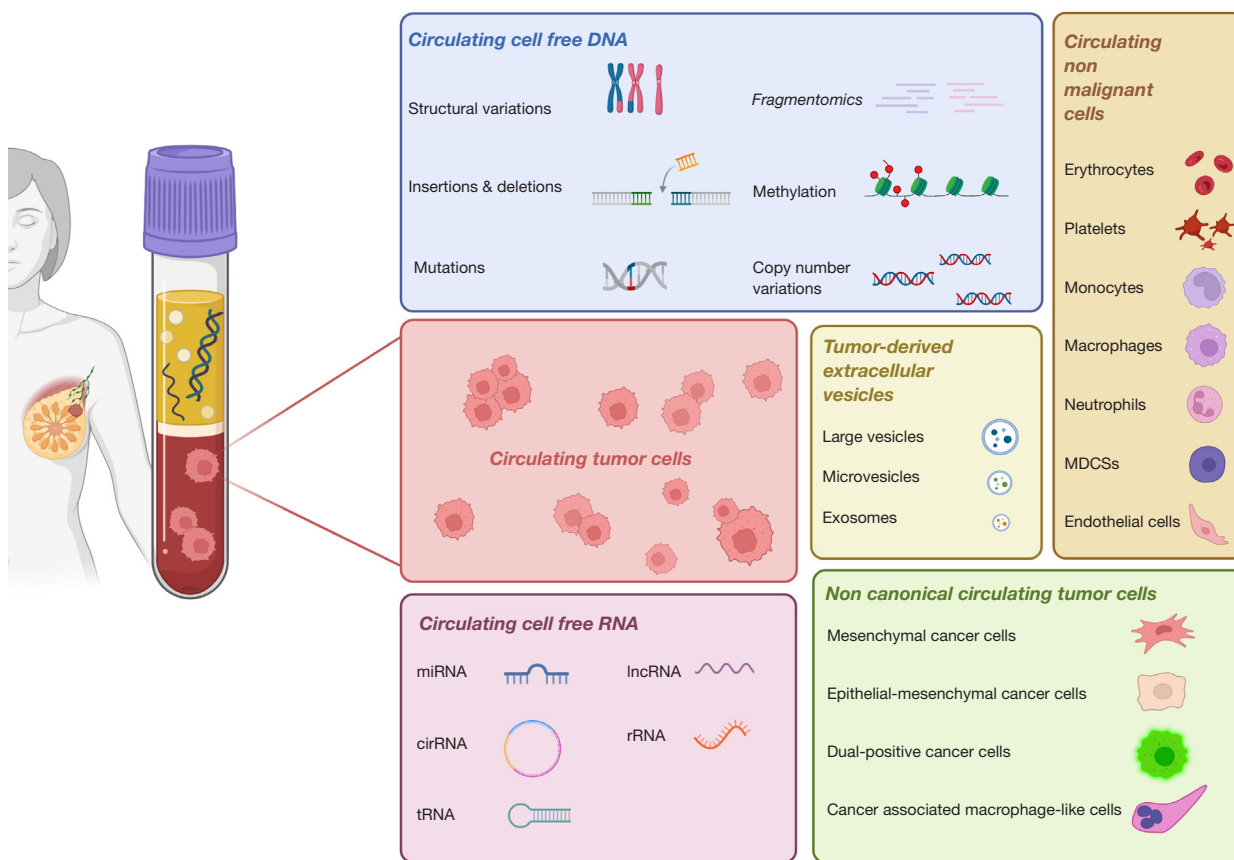 Circulating cell free DNA
Structural variations
Fragmentomics
Insertions & deletions
Methylation
Mutations
Copy number
variations
Circulating
non
malignant
cells
Erythrocytes
Platelets
Monocytes
Macrophages
Neutrophils
MDCSs
Endothelial cells
Circulating tumor cells
Tumor-derived
extracellular
vesicles
Large vesicles
Microvesicles
Exosomes
Circulating cell free RNA
miRNA
lncRNA
cirRNA
rRNA
tRNA
Non canonical circulating tumor cells
Mesenchymal cancer cells
Epithelial-mesenchymal cancer cells
Dual-positive cancer cells
Cancer associated macrophage-like cells